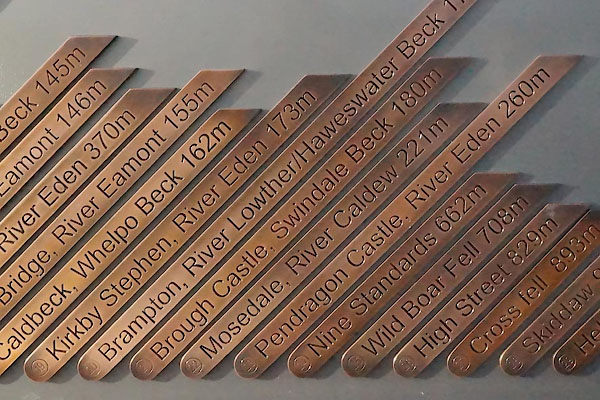 Beck 145m
Eamont 146m
River Eden 370m
Bridge, River Eamont 155m
Caldbeck, Whelpo Beck 162m
Kirkby Stephen, River Eden 173m
Brampton, River Lowther/Haweswater Beck
Brough Castle, Swindale Beck 180m
Mosedale, River Caldew 221m
Pendragon Castle, River Eden 260m
Nine Standards 662m
Wild Boar Fell 708m
High Street 829m
Cross fell 893m
Skiddaw